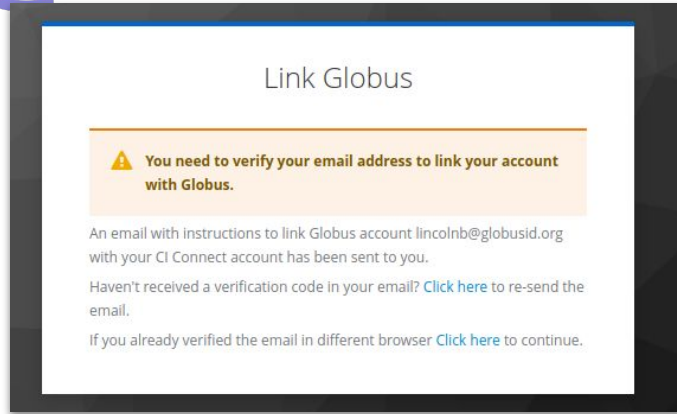 Link Globus
You need to verify your email address to link your account
with Globus.
An email with instructions to link Globus account lincolnb@globusid.org
with your CI Connect account has been sent to you.
Haven't received a verification code in your email? Click here to re-send the
email.
If you already verified the email in different browser Click here to continue.